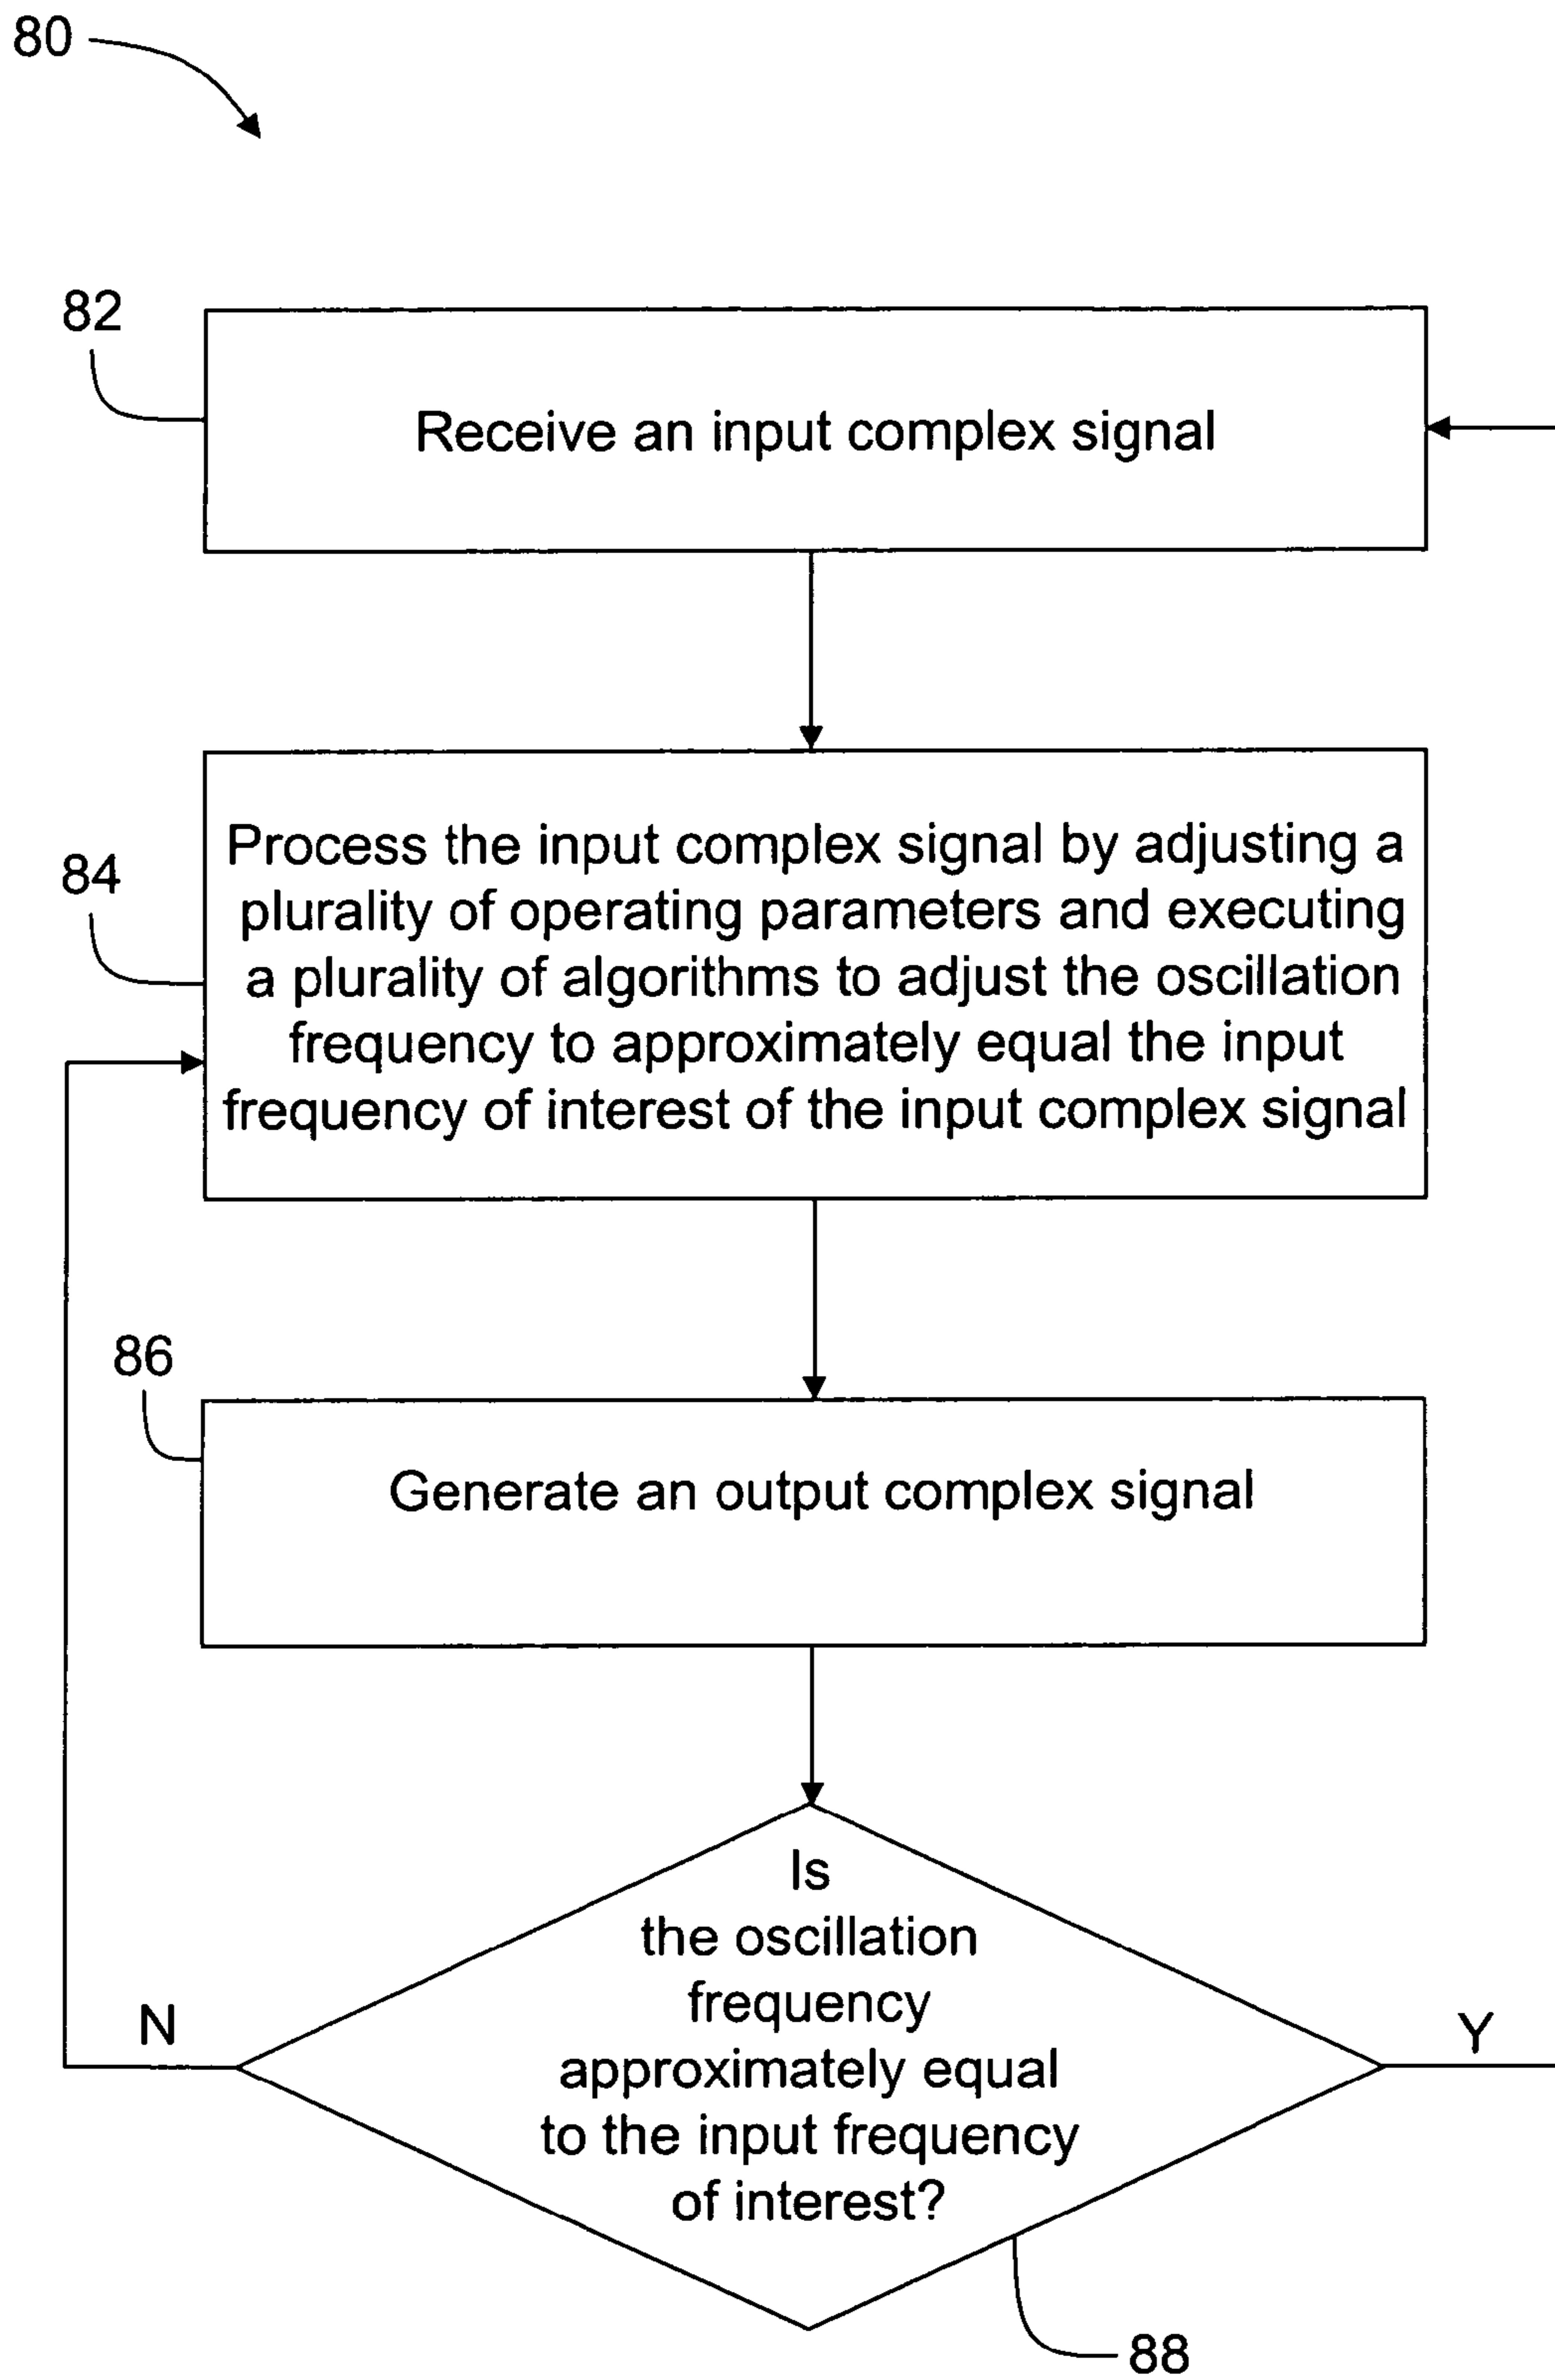 80
82
Receive an input complex signal
84
Process the input complex signal by adjusting a
plurality of operating parameters and executing
a plurality of algorithms to adjust the oscillation
frequency to approximately equal the input
frequency of interest of the input complex signal
86
Generate an output complex signal
Is
the oscillation
frequency
approximately equal
to the input frequency
of interest?
N
Y
88